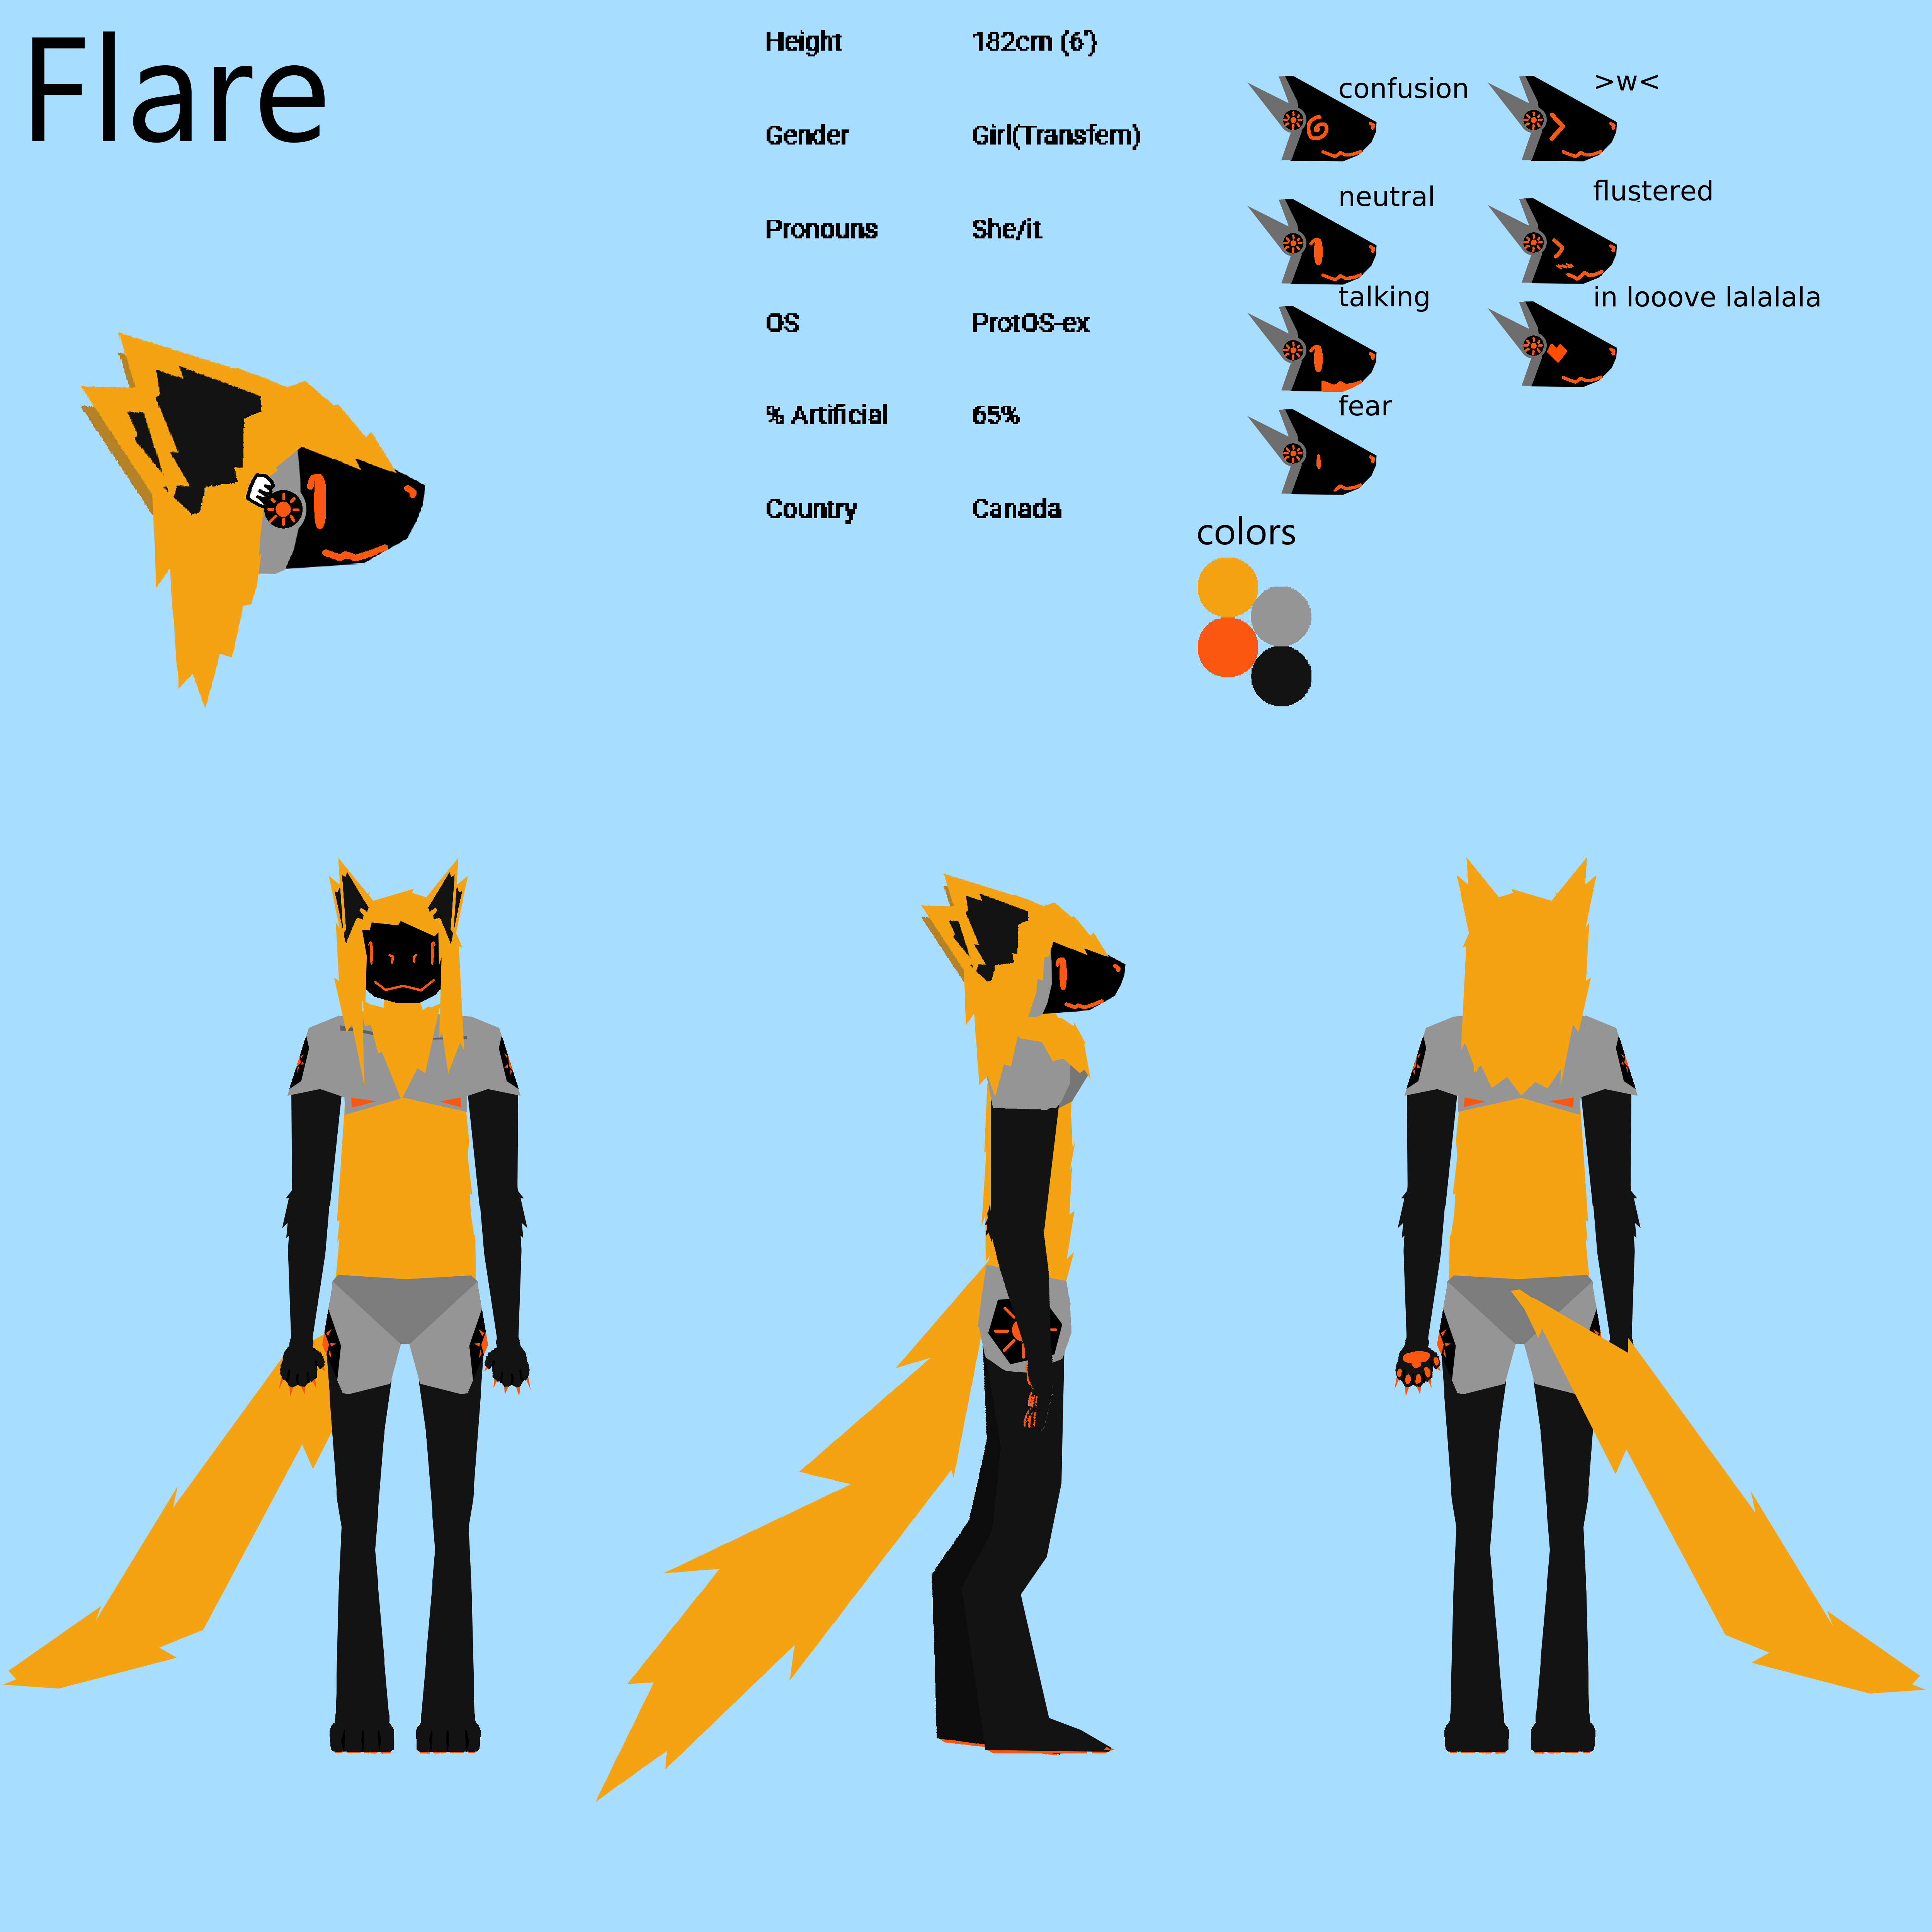 Flare
Height 182cm (6')
Gender Girl(Transfem)
Pronouns She/it
OS ProtOS-ex
% Artificial 65%
Country Canada
confusion
>w<
neutral
flustered
talking
in looove lalalala
fear
colors